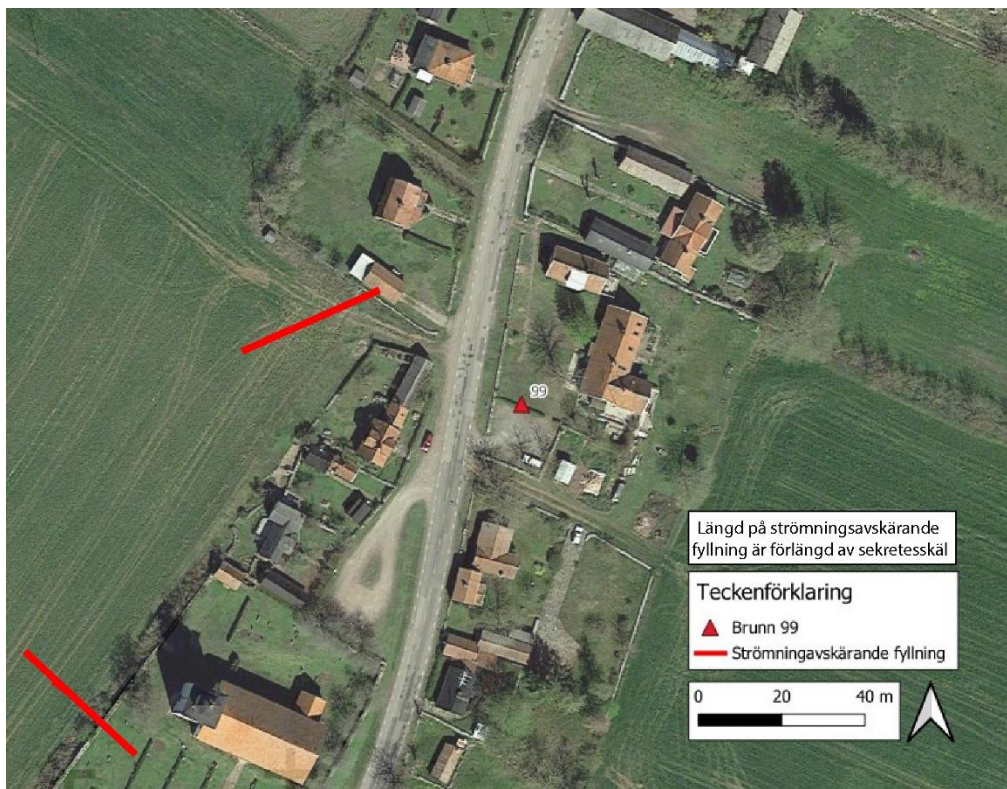 99
Längd på strömningsavskärande
fyllning är förlängd av sekretesskäl
Teckenförklaring
Brunn 99
Strömningavskärande fyllning
0 20 40 m